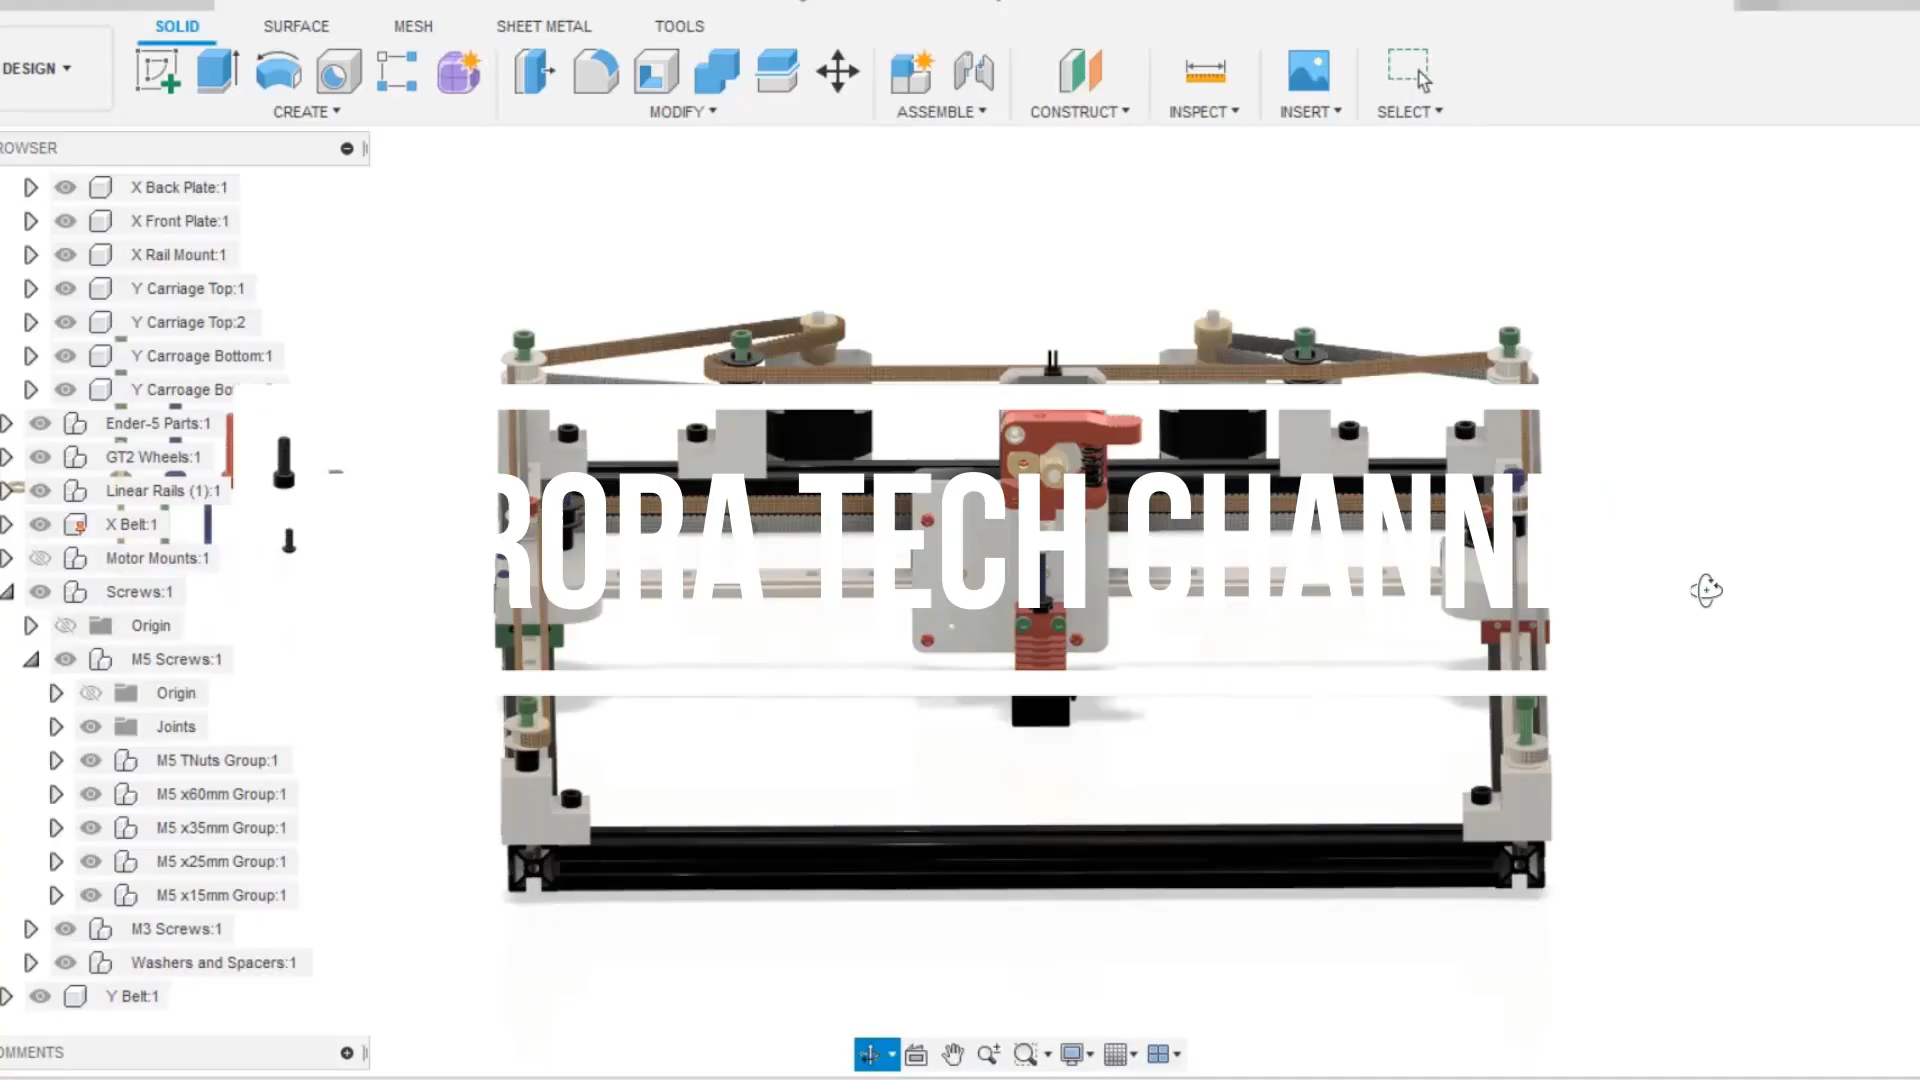 SOLID SURFACE MESH SHEET METAL TOOLS
DESIGN
CREATE MODIFY ASSEMBLE CONSTRUCT INSPECT INSERT SELECT
ROWSER
X Back Plate:1
X Front Plate:1
X Rail Mount:1
Y Carriage Top:1
Y Carriage Top:2
Y Carroage Bottom:1
Y Carroage Bo
Ender-5 Parts:1
GT2 Wheels:1
Linear Rails (1):1
X Belt:1
Motor Mounts:1
Screws:1
Origin
M5 Screws:1
Origin
Joints
M5 TNuts Group:1
M5 x60mm Group:1
M5 x35mm Group:1
M5 x25mm Group:1
M5 x15mm Group:1
M3 Screws:1
Washers and Spacers:1
Y Belt:1
OMMENTS
RORA TECH CHANN